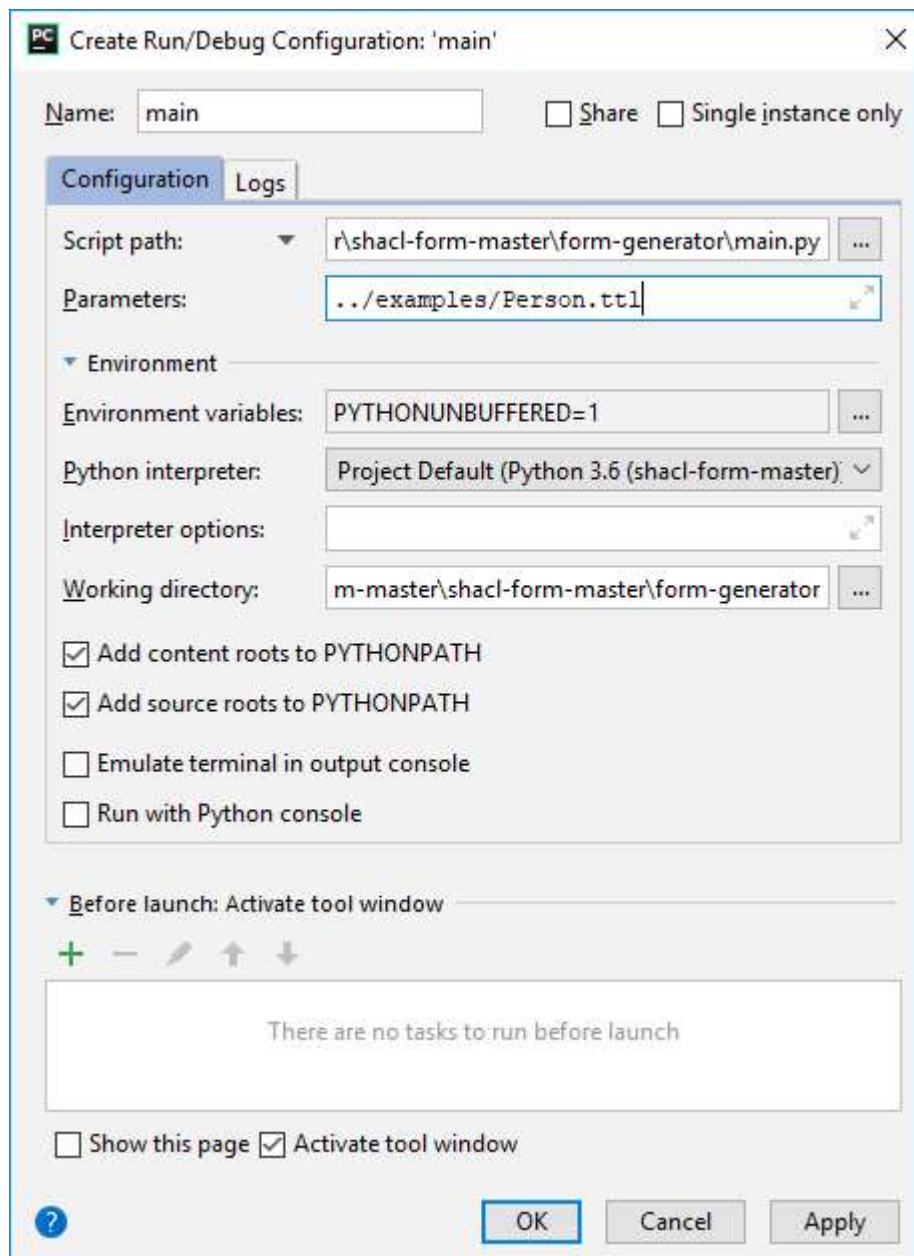 PC Create Run/Debug Configuration: 'main'
Name: main Share Single instance only
Configuration Logs
Script path: r\shacl-form-master\form-generator\main.py ...
Parameters: ../examples/Person.ttl
Environment
Environment variables: PYTHONUNBUFFERED=1 ...
Python interpreter: Project Default (Python 3.6 (shacl-form-master)
Interpreter options:
Working directory: m-master\shacl-form-master\form-generator ...
Add content roots to PYTHONPATH
Add source roots to PYTHONPATH
Emulate terminal in output console
Run with Python console
Before launch: Activate tool window
There are no tasks to run before launch
Show this page Activate tool window
? OK Cancel Apply